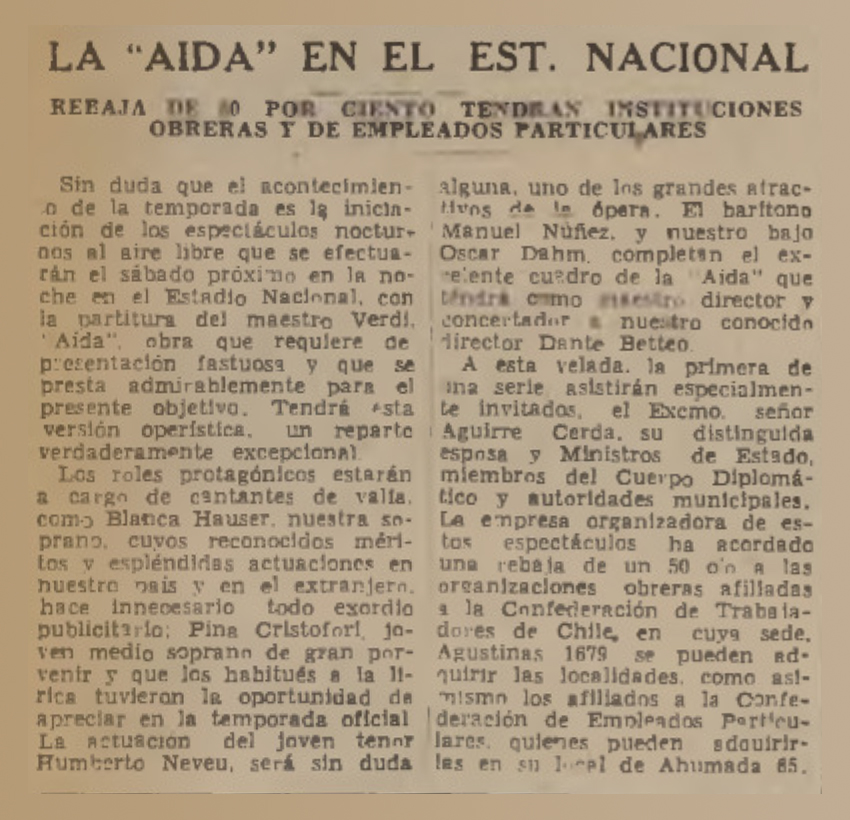 LA "AIDA" EN EL EST. NACIONAL
REBAJA DE POR CIENTO TENDRAN INSTITUCIONES
OBRERAS Y DE EMPLEADOS PARTICULARES
Sin duda que el acontecimien-
o de la temporada es la inicia-
ción de los espectáculos noctur-
nos al aire libre que se efectua-
rán el sábado próximo en la no-
che en el Estadio Nacional, con
la partitura del maestro Verdi,
"Aida", obra que requiere de
presentación fastuosa y que se
presta admirablemente para el
presente objetivo. Tendrá esta
versión operística, un reparto
verdaderamente excepcional.
Los roles protagónicos estarán
a cargo de cantantes de valía,
como Blanca Hauser, nuestra so-
prano, cuyos reconocidos méri-
tos y espléndidas actuaciones en
nuestro país y en el extranjero,
hace innecesario todo exordio
publicitario; Pina Cristofori, jo-
ven medio soprano de gran por-
venir y que los habitués a la lí-
rica tuvieron la oportunidad de
apreciar en la temporada oficial
La actuación del joven tenor
Humberto Neveu, será sin duda
alguna, uno de los grandes atrac-
tivos de la ópera. El barítono
Manuel Núñez, y nuestro bajo
Oscar Dahm, completan el ex-
celente cuadro de la "Aida" que
tendrá como maestro director y
concertador a nuestro conocido
director Dante Betteo.
A esta velada, la primera de
una serie, asistirán especialmen-
te invitados, el Excmo. señor
Aguirre Cerda, su distinguida
esposa y Ministros de Estado,
miembros del Cuerpo Diplomá-
tico y autoridades municipales.
La empresa organizadora de es-
tos espectáculos ha acordado
una rebaja de un 50 o|o a las
organizaciones obreras afiliadas
a la Confederación de Trabaja-
dores de Chile, en cuya sede,
Agustinas 1679 se pueden ad-
quirir las localidades, como asi-
mismo los afiliados a la Confe-
deración de Empleados Particu-
lares, quienes pueden adquirir-
las en su local de Ahumada 85.